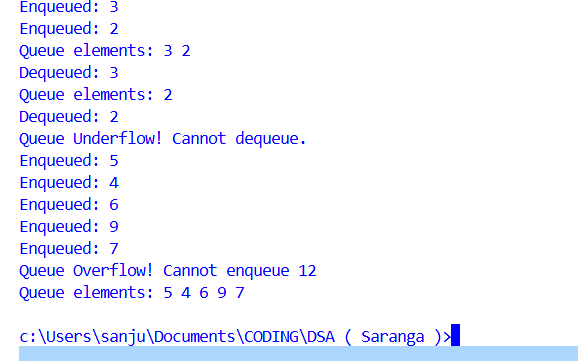 Enqueued: 3
Enqueued: 2
Queue elements: 3 2
Dequeued: 3
Queue elements: 2
Dequeued: 2
Queue Underflow! Cannot dequeue.
Enqueued: 5
Enqueued: 4
Enqueued: 6
Enqueued: 9
Enqueued: 7
Queue Overflow! Cannot enqueue 12
Queue elements: 5 4 6 9 7
c:\Users\sanju\Documents\CODING\DSA ( Saranga )>